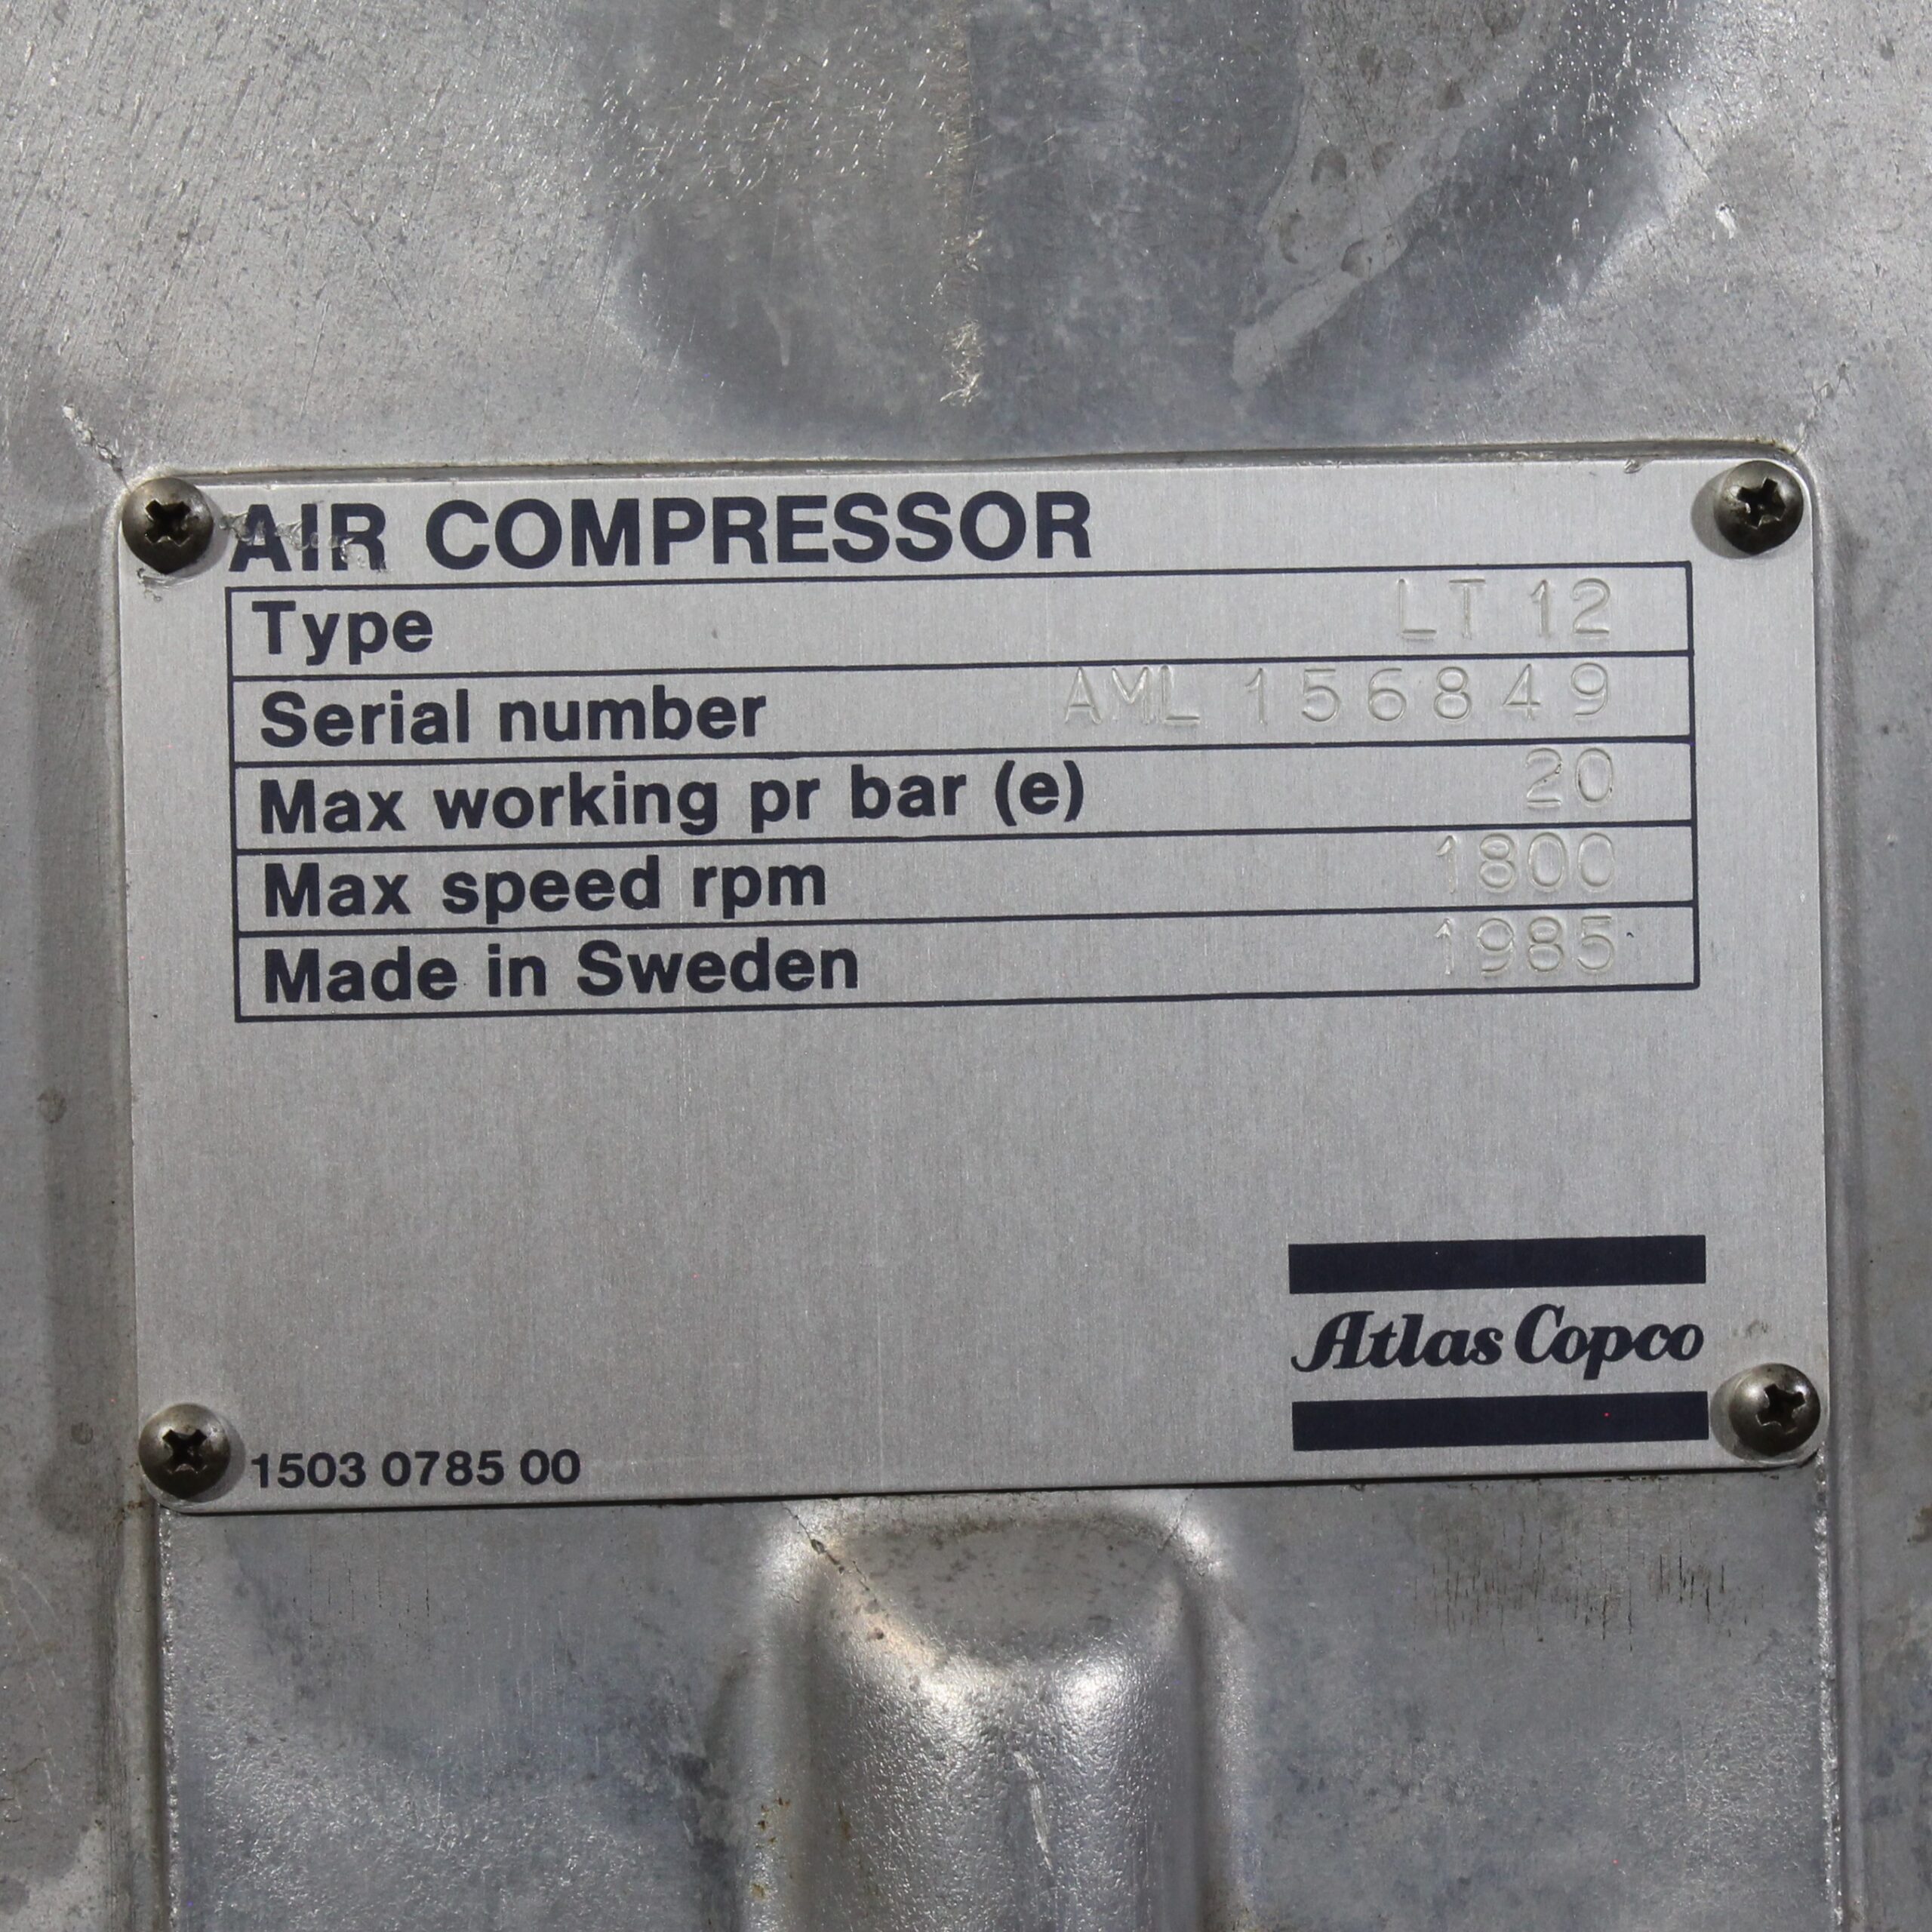 AIR COMPRESSOR
Type LT 12
Serial number AML 156849
Max working pr bar (e) 20
Max speed rpm 1800
Made in Sweden 1985
Atlas Copco
1503 0785 00